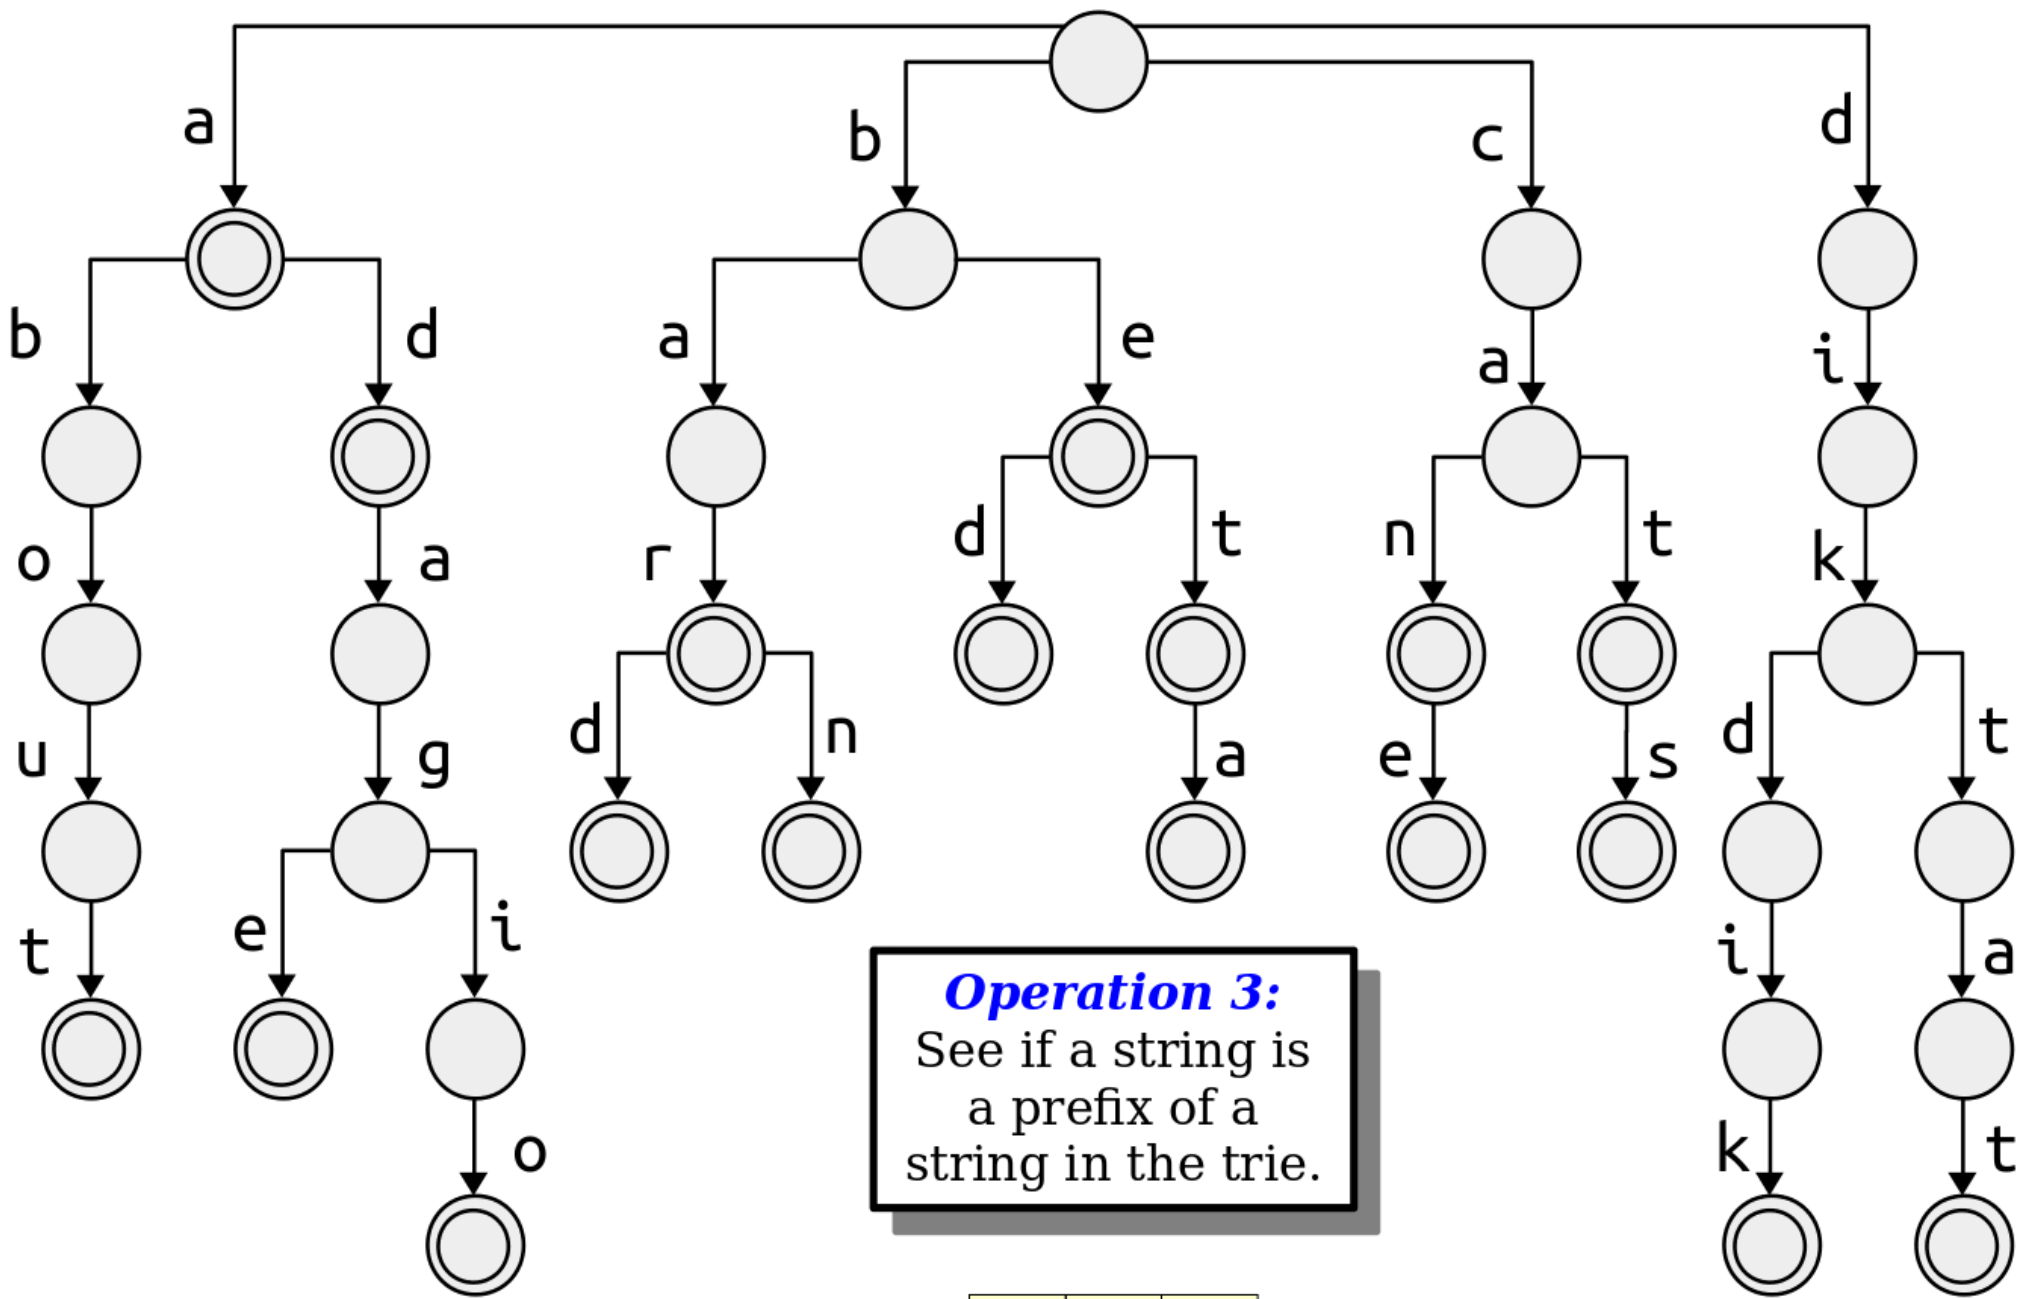 a
b
c
d
b
d
a
e
a
i
o
a
r
d
t
n
t
k
u
g
d
n
a
e
s
d
t
t
e
i
i
a
o
k
t
Operation 3:
See if a string is
a prefix of a
string in the trie.